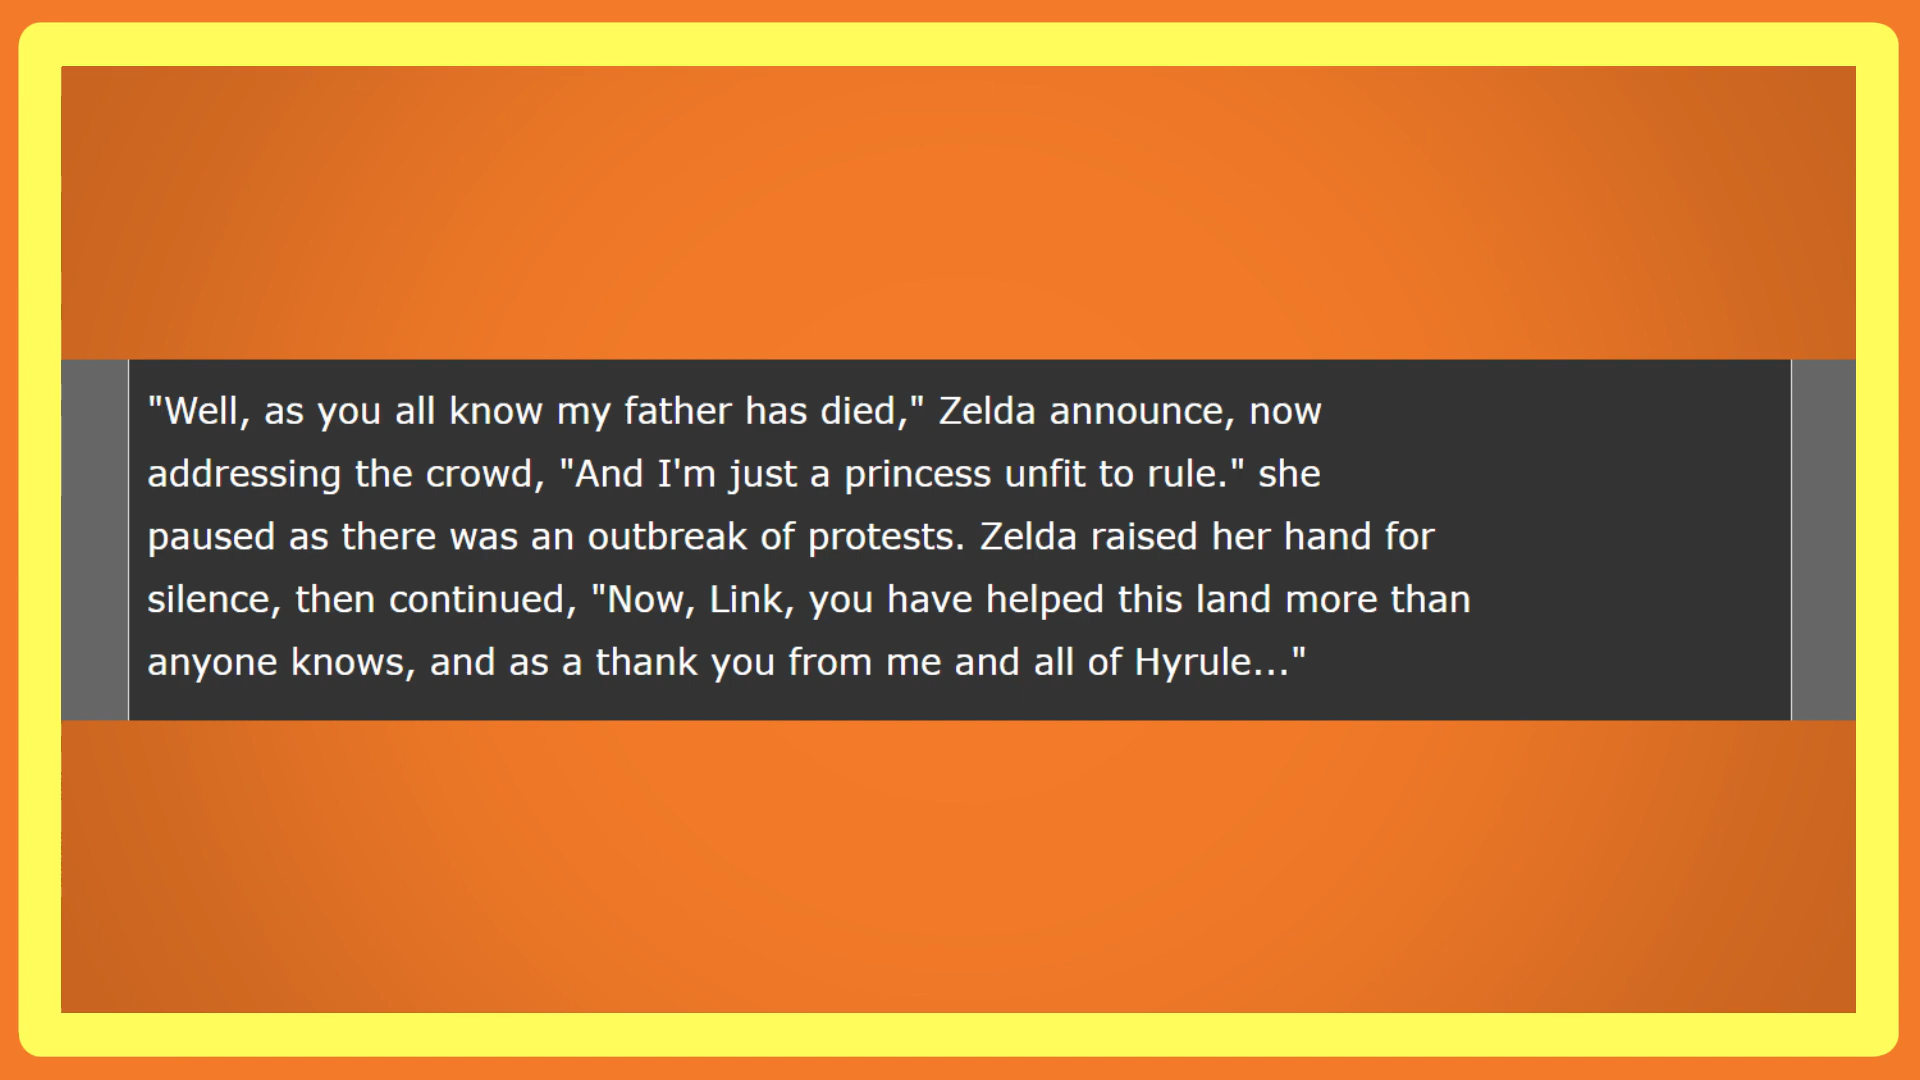 "Well, as you all know my father has died," Zelda announce, now
addressing the crowd, "And I'm just a princess unfit to rule." she
paused as there was an outbreak of protests. Zelda raised her hand for
silence, then continued, "Now, Link, you have helped this land more than
anyone knows, and as a thank you from me and all of Hyrule..."